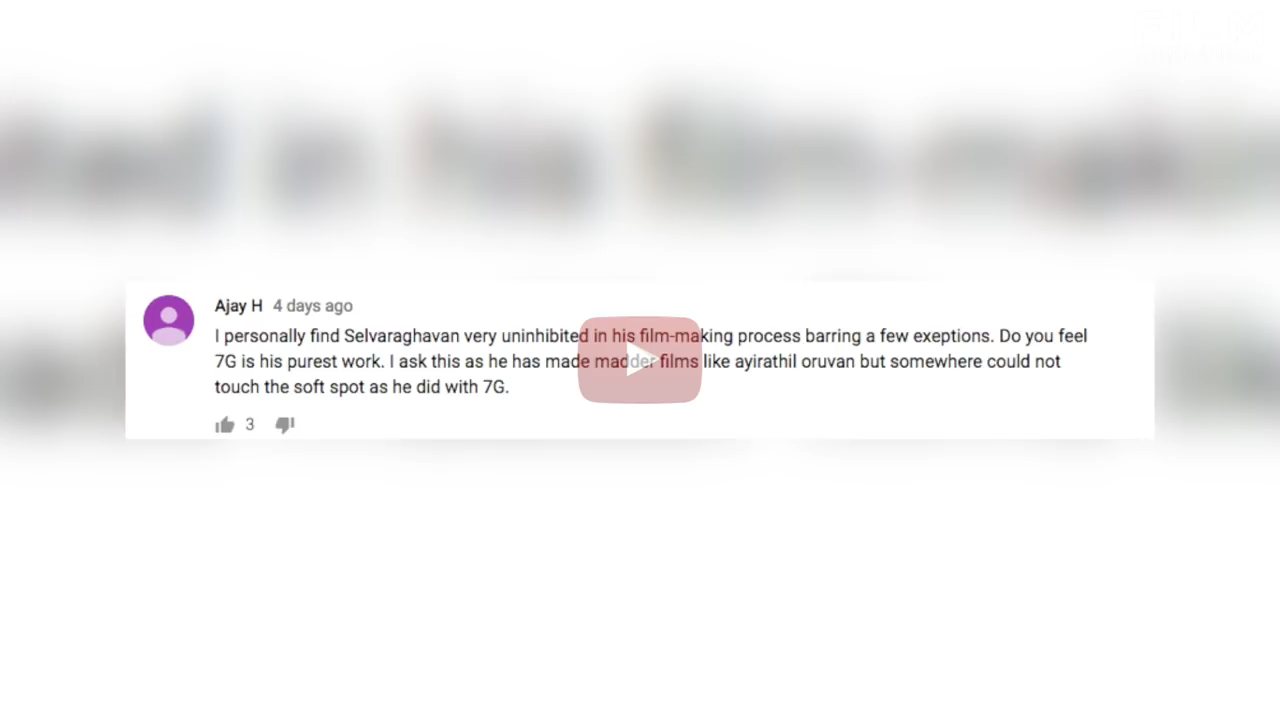 Ajay H 4 days ago
I personally find Selvaraghavan very uninhibited in his film-making process barring a few exeptions. Do you feel
7G is his purest work. I ask this as he has made madder films like ayirathil oruvan but somewhere could not
touch the soft spot as he did with 7G.
3